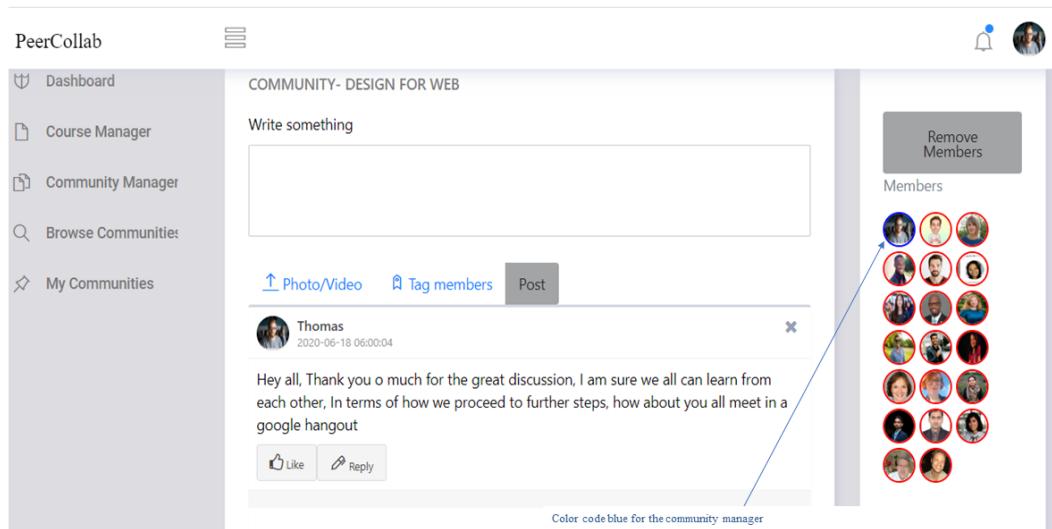 PeerCollab
Dashboard
Course Manager
Community Manager
Browse Communities
My Communities
COMMUNITY- DESIGN FOR WEB
Write something
Photo/Video
Tag members
Post
Thomas
2020-06-18 06:00:04
Hey all, Thank you o much for the great discussion, I am sure we all can learn from
each other, In terms of how we proceed to further steps, how about you all meet in a
google hangout
Like
Reply
Remove
Members
Members
Color code blue for the community manager